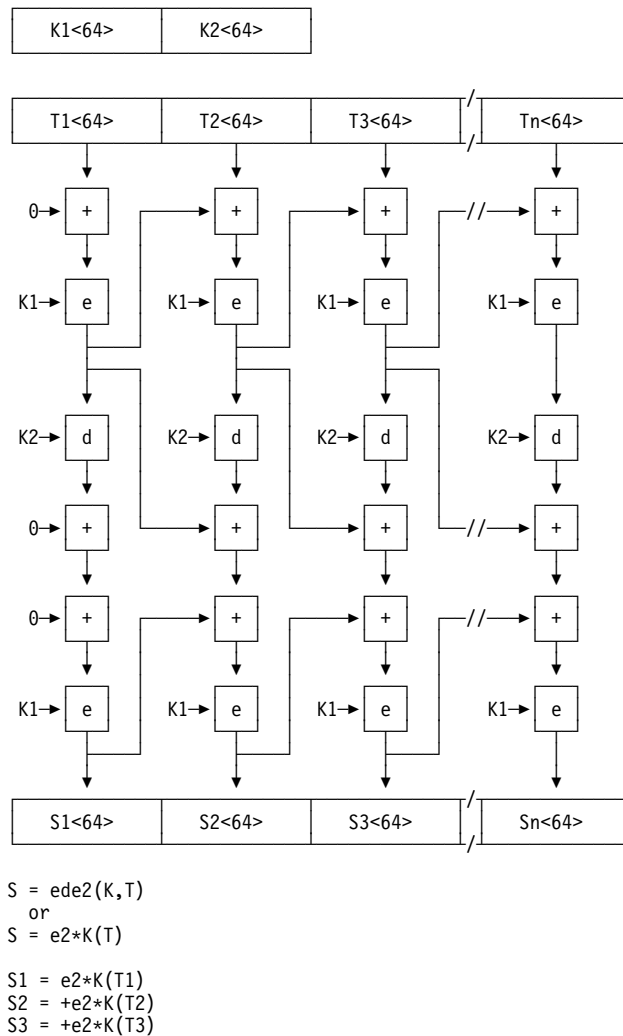 K1<64> K2<64>
/
T1<64> T2<64> T3<64> Tn<64>
/
0 + + + // +
K1 e K1 e K1 e K1 e
K2 d K2 d K2 d K2 d
0 + + + // +
0 + + + // +
K1 e K1 e K1 e K1 e
/
S1<64> S2<64> S3<64> Sn<64>
/
S = ede2(K,T)
or
S = e2*K(T)
S1 = e2*K(T1)
S2 = +e2*K(T2)
S3 = +e2*K(T3)